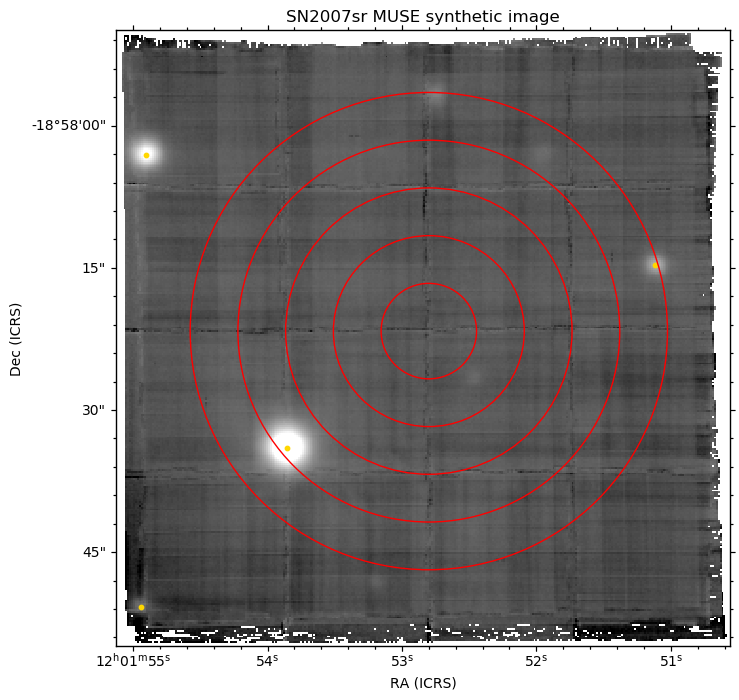 SN2007sr MUSE synthetic image
-18°58'00"
15"
30"
45"
Dec (ICRS)
12ʰ01ᵐ55ˢ
54ˢ
53ˢ
52ˢ
51ˢ
RA (ICRS)